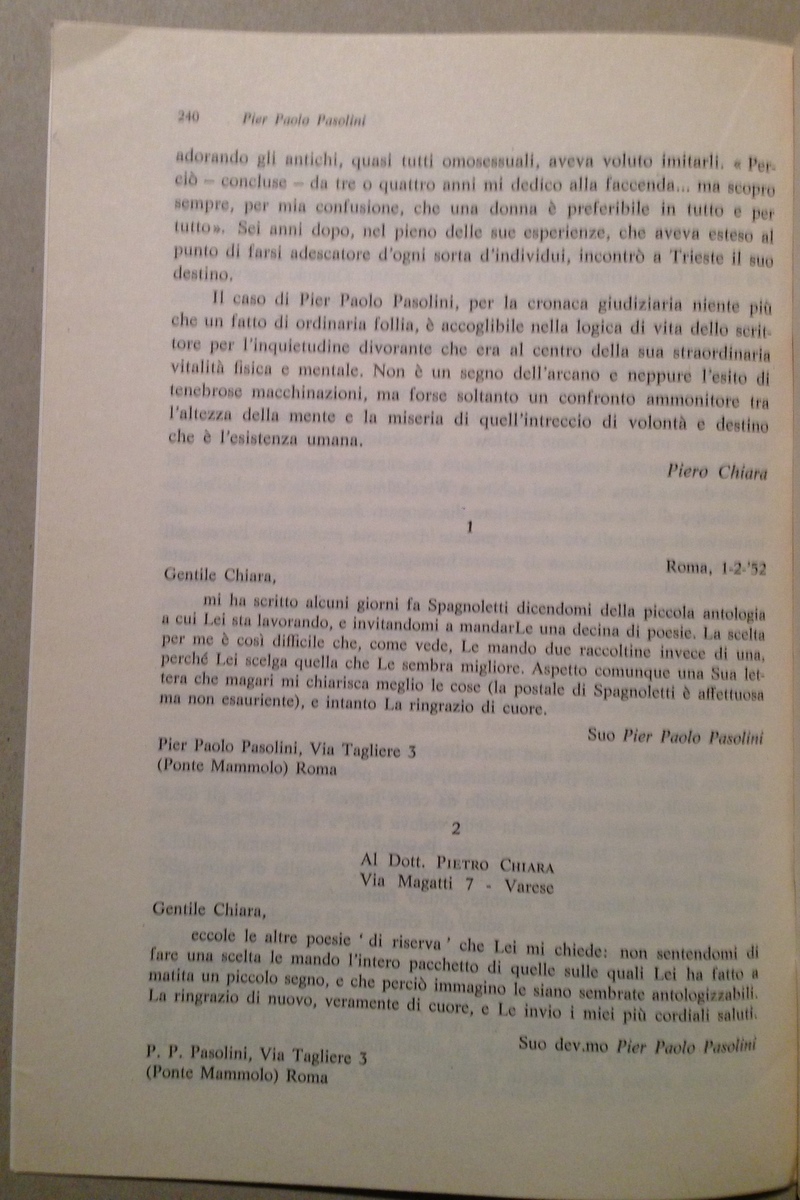 240 Pier Paolo Pasolini
adorando gli antichi, quasi tutti omosessuali, aveva voluto imitarli. « Per-
ciò – concluse – da tre o quattro anni mi dedico alla faccenda... ma scopro
sempre, per mia confusione, che una donna è preferibile in tutto e per
tutto». Sei anni dopo, nel pieno delle sue esperienze, che aveva esteso al
punto di farsi adescatore d'ogni sorta d'individui, incontrò a Trieste il suo
destino.
Il caso di Pier Paolo Pasolini, per la cronaca giudiziaria niente più
che un fatto di ordinaria follia, è accoglibile nella logica di vita dello scrit-
tore per l'inquietudine divorante che era al centro della sua straordinaria
vitalità fisica e mentale. Non è un segno dell'arcano e neppure l'esito di
tenebrose macchinazioni, ma forse soltanto un confronto ammonitore tra
l'altezza della mente e la miseria di quell'intreccio di volontà e destino
che è l'esistenza umana.
Piero Chiara
1
Roma, 1-2-'52
Gentile Chiara,
mi ha scritto alcuni giorni fa Spagnoletti dicendomi della piccola antologia
a cui Lei sta lavorando, e invitandomi a mandarLe una decina di poesie. La scelta
per me è così difficile che, come vede, Le mando due raccoltine invece di una,
perché Lei scelga quella che Le sembra migliore. Aspetto comunque una Sua let-
tera che magari mi chiarisca meglio le cose (la postale di Spagnoletti è affettuosa
ma non esauriente), e intanto La ringrazio di cuore.
Suo Pier Paolo Pasolini
Pier Paolo Pasolini, Via Tagliere 3
(Ponte Mammolo) Roma
2
Al Dott. PIETRO CHIARA
Via Magatti 7 - Varese
Gentile Chiara,
eccole le altre poesie ' di riserva ' che Lei mi chiede: non sentendomi di
fare una scelta le mando l'intero pacchetto di quelle sulle quali Lei ha fatto a
matita un piccolo segno, e che perciò immagino le siano sembrate antologizzabili.
La ringrazio di nuovo, veramente di cuore, e Le invio i miei più cordiali saluti.
Suo dev.mo Pier Paolo Pasolini
P. P. Pasolini, Via Tagliere 3
(Ponte Mammolo) Roma